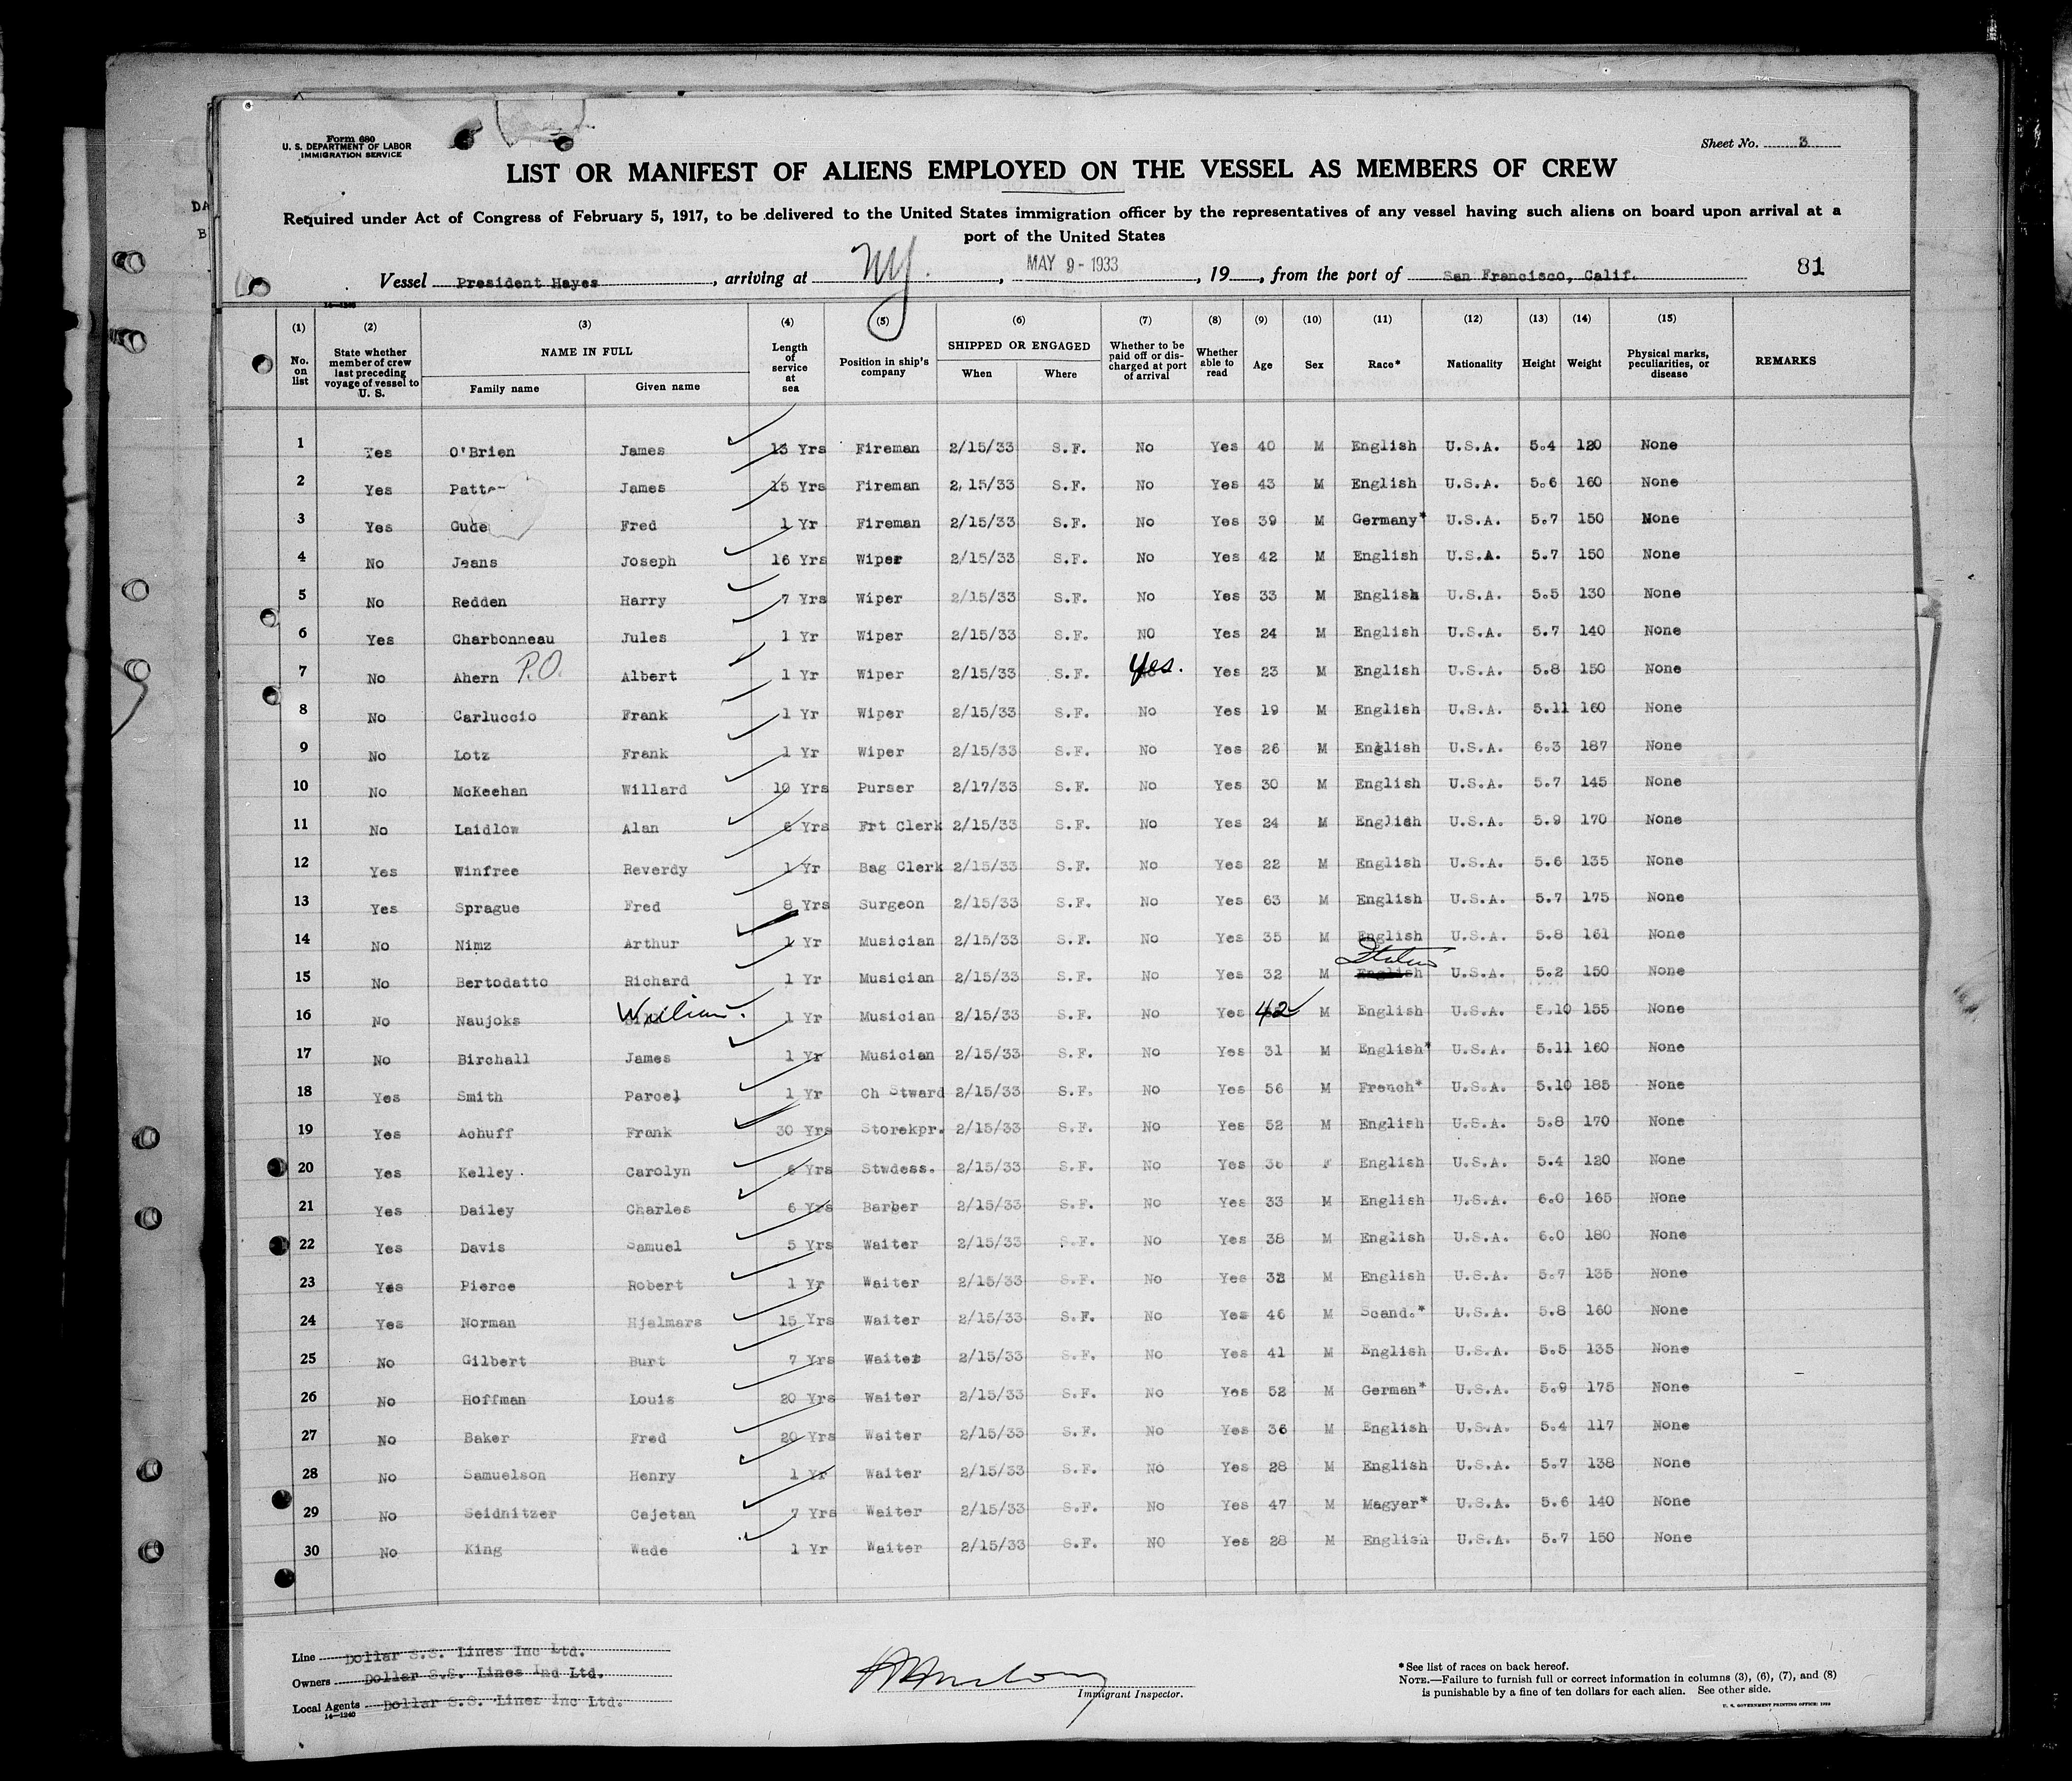 Form 680
U. S. DEPARTMENT OF LABOR
IMMIGRATION SERVICE
Sheet No. 3
LIST OR MANIFEST OF ALIENS EMPLOYED ON THE VESSEL AS MEMBERS OF CREW
Required under Act of Congress of February 5, 1917, to be delivered to the United States immigration officer by the representatives of any vessel having such aliens on board upon arrival at a
port of the United States
Vessel President Hayes, arriving at NY., MAY 9 - 1933, 19, from the port of San Francisco, Calif. 81
14-1240
(1) (2) (3) (4) (5) (6) (7) (8) (9) (10) (11) (12) (13) (14) (15)
No. on list State whether member of crew last preceding voyage of vessel to U. S. NAME IN FULL Family name Given name Length of service at sea Position in ship's company SHIPPED OR ENGAGED When Where Whether to be paid off or discharged at port of arrival Whether able to read Age Sex Race* Nationality Height Weight Physical marks, peculiarities, or disease REMARKS
1 Yes O'Brien James 15 Yrs Fireman 2/15/33 S.F. No Yes 40 M English U.S.A. 5.4 120 None
2 Yes Patte James 15 Yrs Fireman 2,15/33 S.F. No Yes 43 M English U.S.A. 5.6 160 None
3 Yes Gude Fred 1 Yr Fireman 2/15/33 S.F. No Yes 39 M Germany* U.S.A. 5.7 150 None
4 No Jeans Joseph 16 Yrs Wiper 2/15/33 S.F. No Yes 42 M English U.S.A. 5.7 150 None
5 No Redden Harry 7 Yrs Wiper 2/15/33 S.F. No Yes 33 M English U.S.A. 5.5 130 None
6 Yes Charbonneau Jules 1 Yr Wiper 2/15/33 S.F. NO Yes 24 M English U.S.A. 5.7 140 None
7 No Ahern P.O. Albert 1 Yr Wiper 2/15/33 S.F. Yes. Yes 23 M English U.S.A. 5.8 150 None
8 No Carluccio Frank 1 Yr Wiper 2/15/33 S.F. No Yes 19 M English U.S.A. 5.11 160 None
9 No Lotz Frank 1 Yr Wiper 2/15/33 S.F. No Yes 26 M English U.S.A. 6.3 187 None
10 No McKeehan Willard 10 Yrs Purser 2/17/33 S.F. No Yes 30 M English U.S.A. 5.7 145 None
11 No Laidlow Alan 6 Yrs Frt Clerk 2/15/33 S.F. No Yes 24 M English U.S.A. 5.9 170 None
12 Yes Winfree Reverdy 1 Yr Bag Clerk 2/15/33 S.F. No Yes 22 M English U.S.A. 5.6 135 None
13 Yes Sprague Fred 8 Yrs Surgeon 2/15/33 S.F. No Yes 63 M English U.S.A. 5.7 175 None
14 No Nimz Arthur 1 Yr Musician 2/15/33 S.F. No Yes 35 M English U.S.A. 5.8 161 None
15 No Bertodatto Richard 1 Yr Musician 2/15/33 S.F. No Yes 32 M English Italian U.S.A. 5.2 150 None
16 No Naujoks William. 1 Yr Musician 2/15/33 S.F. No Yes 42 M English U.S.A. 5.10 155 None
17 No Birchall James 1 Yr Musician 2/15/33 S.F. No Yes 31 M English* U.S.A. 5.11 160 None
18 Yes Smith Parcel 1 Yr Ch Stward 2/15/33 S.F. No Yes 56 M French* U.S.A. 5.10 185 None
19 Yes Achuff Frank 30 Yrs Storekpr. 2/15/33 S.F. No Yes 52 M English U.S.A. 5.8 170 None
20 Yes Kelley Carolyn 6 Yrs Stwdess. 2/15/33 S.F. No Yes 36 F English U.S.A. 5.4 120 None
21 Yes Dailey Charles 6 Yrs Barber 2/15/33 S.F. No Yes 33 M English U.S.A. 6.0 165 None
22 Yes Davis Samuel 5 Yrs Waiter 2/15/33 S.F. No Yes 38 M English U.S.A. 6.0 180 None
23 Yes Pierce Robert 1 Yr Waiter 2/15/33 S.F. No Yes 32 M English U.S.A. 5.7 135 None
24 Yes Norman Hjalmars 15 Yrs Waiter 2/15/33 S.F. No Yes 46 M Scand.* U.S.A. 5.8 160 None
25 No Gilbert Burt 7 Yrs Waiter 2/15/33 S.F. No Yes 41 M English U.S.A. 5.5 135 None
26 No Hoffman Louis 20 Yrs Waiter 2/15/33 S.F. No Yes 52 M German* U.S.A. 5.9 175 None
27 No Baker Fred 20 Yrs Waiter 2/15/33 S.F. No Yes 36 M English U.S.A. 5.4 117 None
28 No Samuelson Henry 1 Yr Waiter 2/15/33 S.F. No Yes 28 M English U.S.A. 5.7 138 None
29 No Seidnitzer Cajetan 7 Yrs Waiter 2/15/33 S.F. No Yes 47 M Magyar* U.S.A. 5.6 140 None
30 No King Wade 1 Yr Waiter 2/15/33 S.F. NO Yes 28 M English U.S.A. 5.7 150 None
Line Dollar S.S. Lines Inc Ltd.
Owners Dollar S.S. Lines Ind Ltd.
Local Agents Dollar S.S. Lines Inc Ltd.
14-1240
Immigrant Inspector.
*See list of races on back hereof.
NOTE.—Failure to furnish full or correct information in columns (3), (6), (7), and (8)
is punishable by a fine of ten dollars for each alien. See other side.
U. S. GOVERNMENT PRINTING OFFICE: